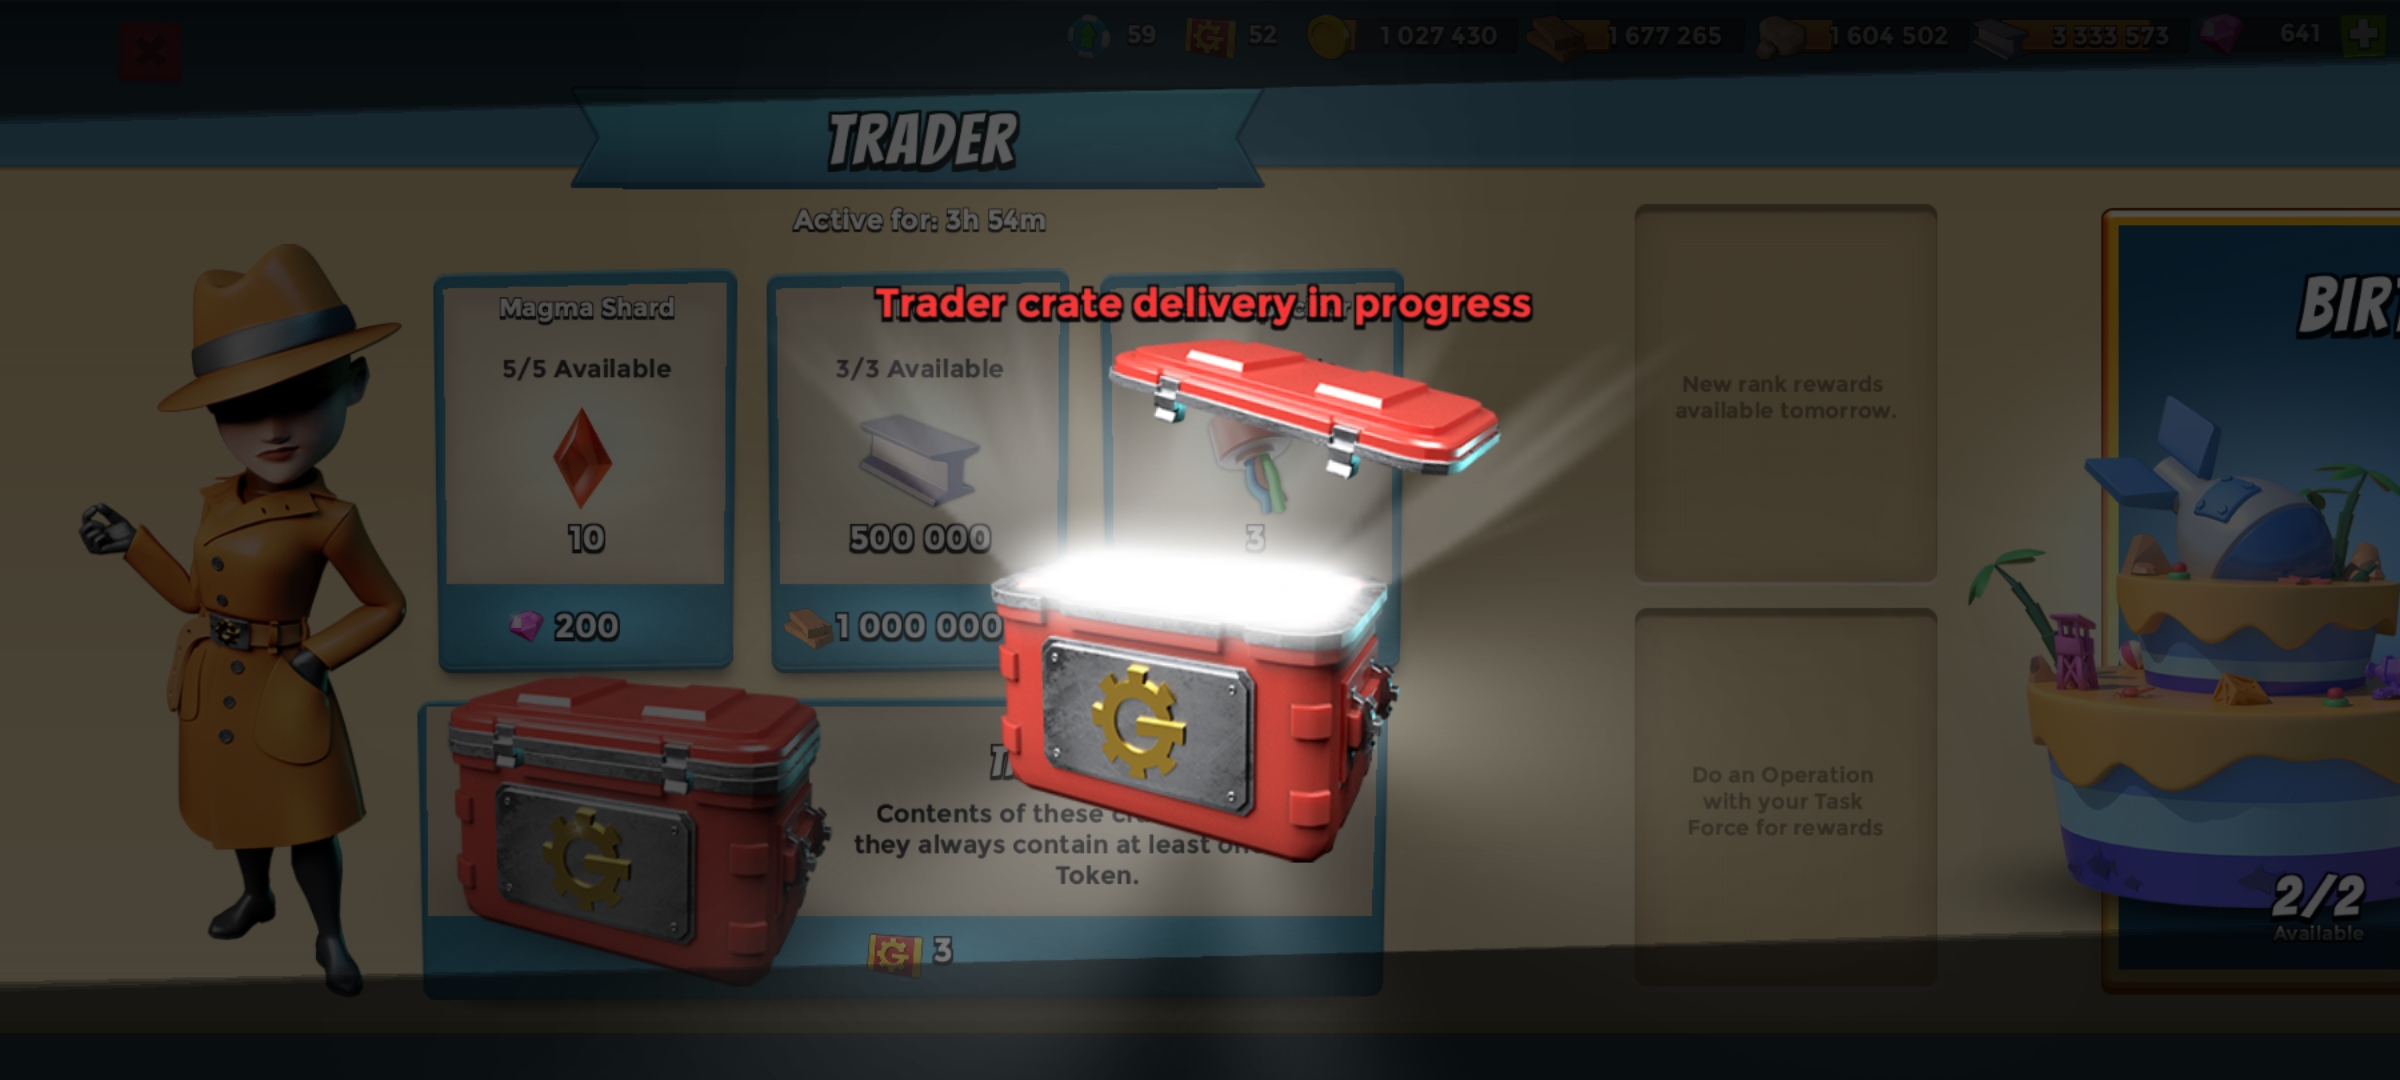 59
52
1 027 430
1 677 265
1 604 502
3 333 573
641
TRADER
Active for: 3h 54m
Trader crate delivery in progress
Magma Shard
5/5 Available
10
200
3/3 Available
500 000
1 000 000
3
Contents of these
they always contain at least
Token.
3
New rank rewards
available tomorrow.
Do an Operation
with your Task
Force for rewards
2/2
Available